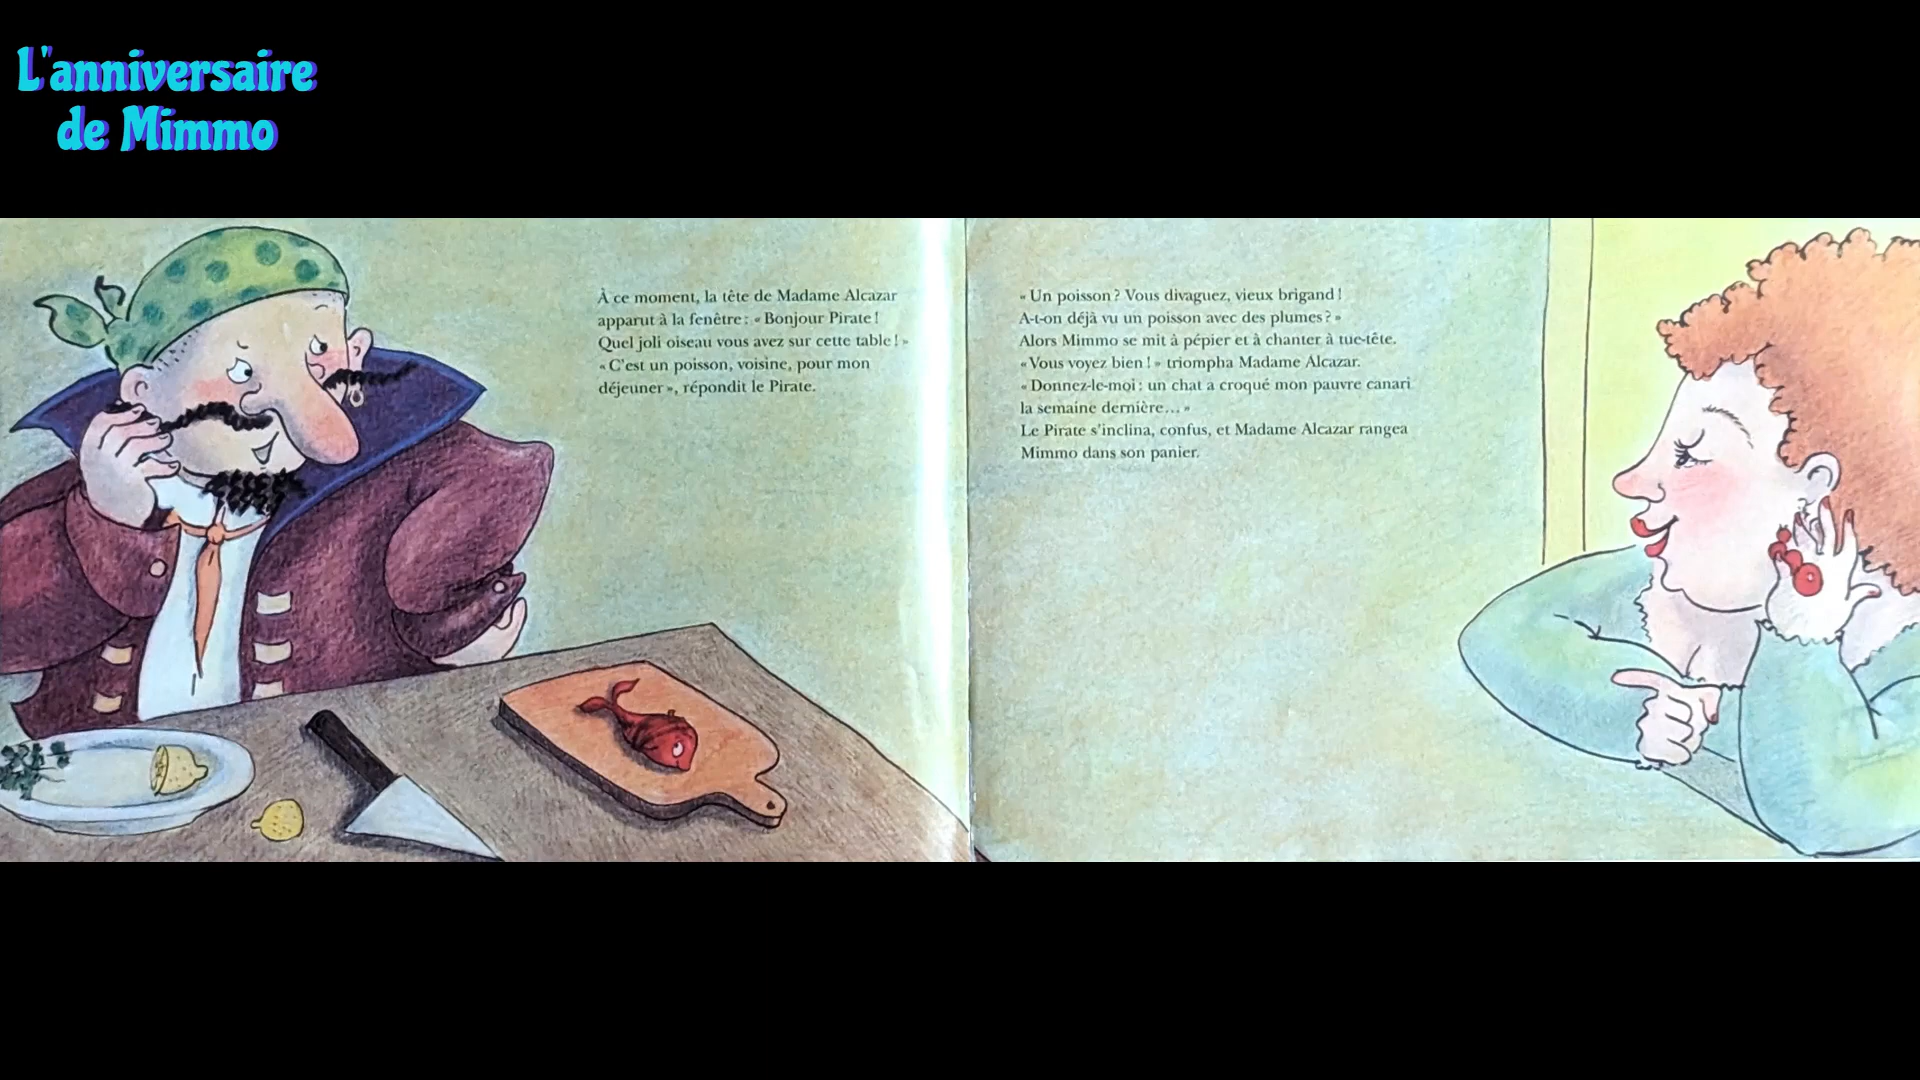 L'anniversaire
de Mimmo
À ce moment, la tête de Madame Alcazar
apparut à la fenêtre : « Bonjour Pirate !
Quel joli oiseau vous avez sur cette table ! »
« C'est un poisson, voisine, pour mon
déjeuner », répondit le Pirate.
« Un poisson ? Vous divaguez, vieux brigand !
A-t-on déjà vu un poisson avec des plumes ? »
Alors Mimmo se mit à pépier et à chanter à tue-tête.
« Vous voyez bien ! » triompha Madame Alcazar.
« Donnez-le-moi : un chat a croqué mon pauvre canari
la semaine dernière… »
Le Pirate s'inclina, confus, et Madame Alcazar rangea
Mimmo dans son panier.